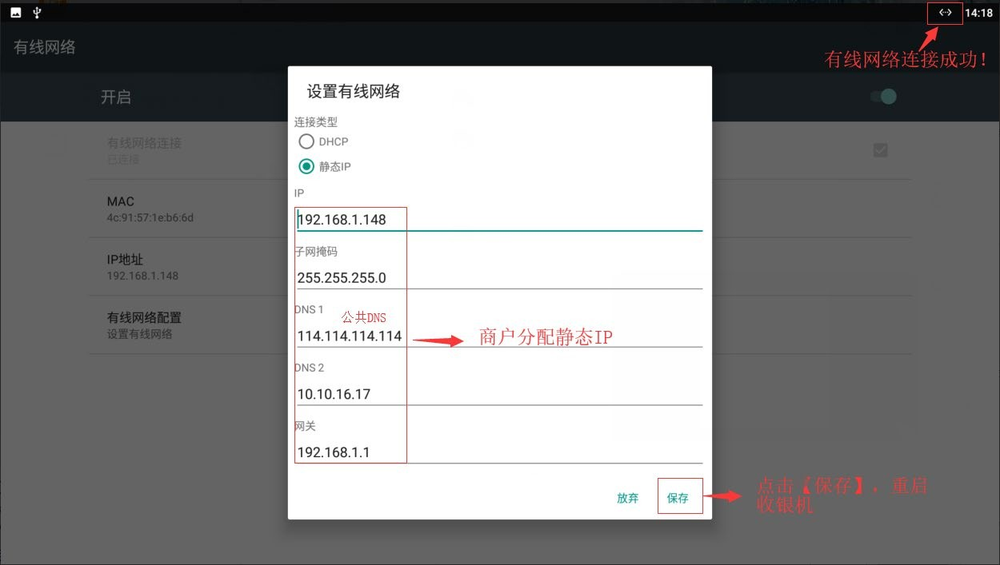 14:18
有线网络
有线网络连接成功！
设置有线网络
开启
连接类型
DHCP
有线网络连接
已连接
静态IP
IP
MAC
4c:91:57:1e:b6:6d
192.168.1.148
子网掩码
IP地址
192.168.1.148
255.255.255.0
DNS 1
公共DNS
有线网络配置
设置有线网络
114.114.114.114
商户分配静态IP
DNS 2
10.10.16.17
网关
192.168.1.1
放弃
保存
点击【保存】，重启
收银机